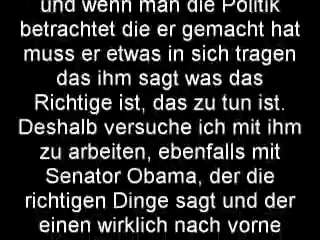 und wenn man die Politik
betrachtet die er gemacht hat
muss er etwas in sich tragen
das ihm sagt was das
Richtige ist, das zu tun ist.
Deshalb versuche ich mit ihm
zu arbeiten, ebenfalls mit
Senator Obama, der die
richtigen Dinge sagt und der
einen wirklich nach vorne